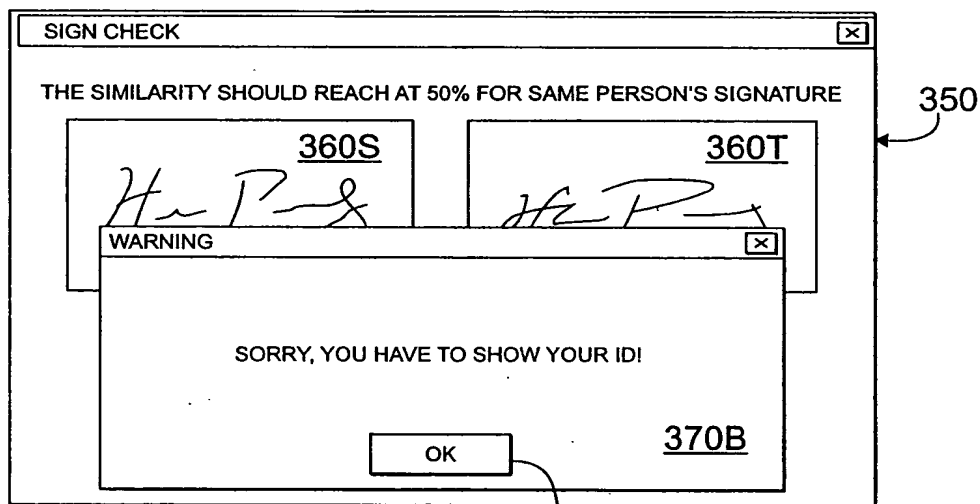 SIGN CHECK
THE SIMILARITY SHOULD REACH AT 50% FOR SAME PERSON'S SIGNATURE
350
360S
360T
WARNING
SORRY, YOU HAVE TO SHOW YOUR ID!
370B
OK